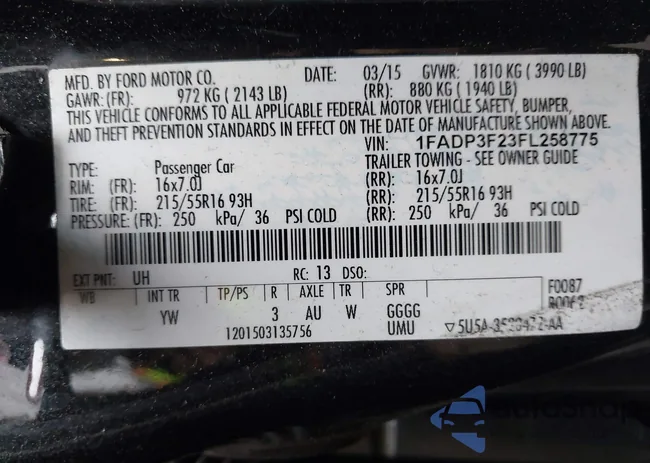 MFD. BY FORD MOTOR CO. DATE: 03/15 GVWR: 1810 KG ( 3990 LB)
GAWR: (FR): 972 KG ( 2143 LB) (RR): 880 KG ( 1940 LB)
THIS VEHICLE CONFORMS TO ALL APPLICABLE FEDERAL MOTOR VEHICLE SAFETY, BUMPER,
AND THEFT PREVENTION STANDARDS IN EFFECT ON THE DATE OF MANUFACTURE SHOWN ABOVE.
VIN: 1FADP3F23FL258775
TYPE: Passenger Car TRAILER TOWING - SEE OWNER GUIDE
RIM: (FR): 16x7.0J (RR): 16x7.0J
TIRE: (FR): 215/55R16 93H (RR): 215/55R16 93H
PRESSURE: (FR): 250 kPa/ 36 PSI COLD (RR): 250 kPa/ 36 PSI COLD
EXT PNT: UH RC: 13 DSO:
WB INT TR TP/PS R AXLE TR SPR F0087
YW 3 AU W GGGG
1201503135756 UMU
AutoSnap